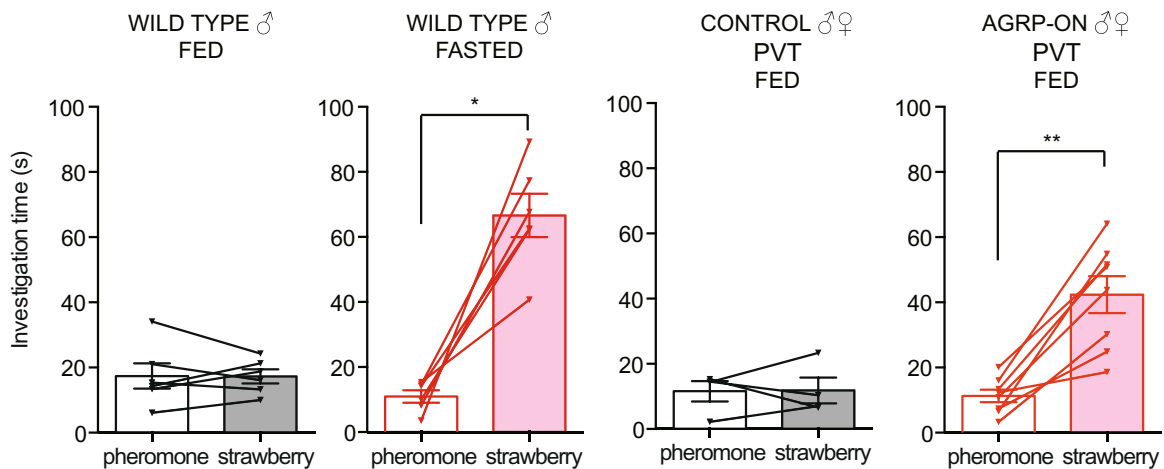 WILD TYPE ♂
FED
WILD TYPE ♂
FASTED
CONTROL ♂♀
PVT
FED
AGRP-ON ♂♀
PVT
FED
Investigation time (s)
100
80
60
40
20
0
pheromone strawberry
100
80
60
40
20
0
*
pheromone strawberry
100
80
60
40
20
0
pheromone strawberry
100
80
60
40
20
0
**
pheromone strawberry